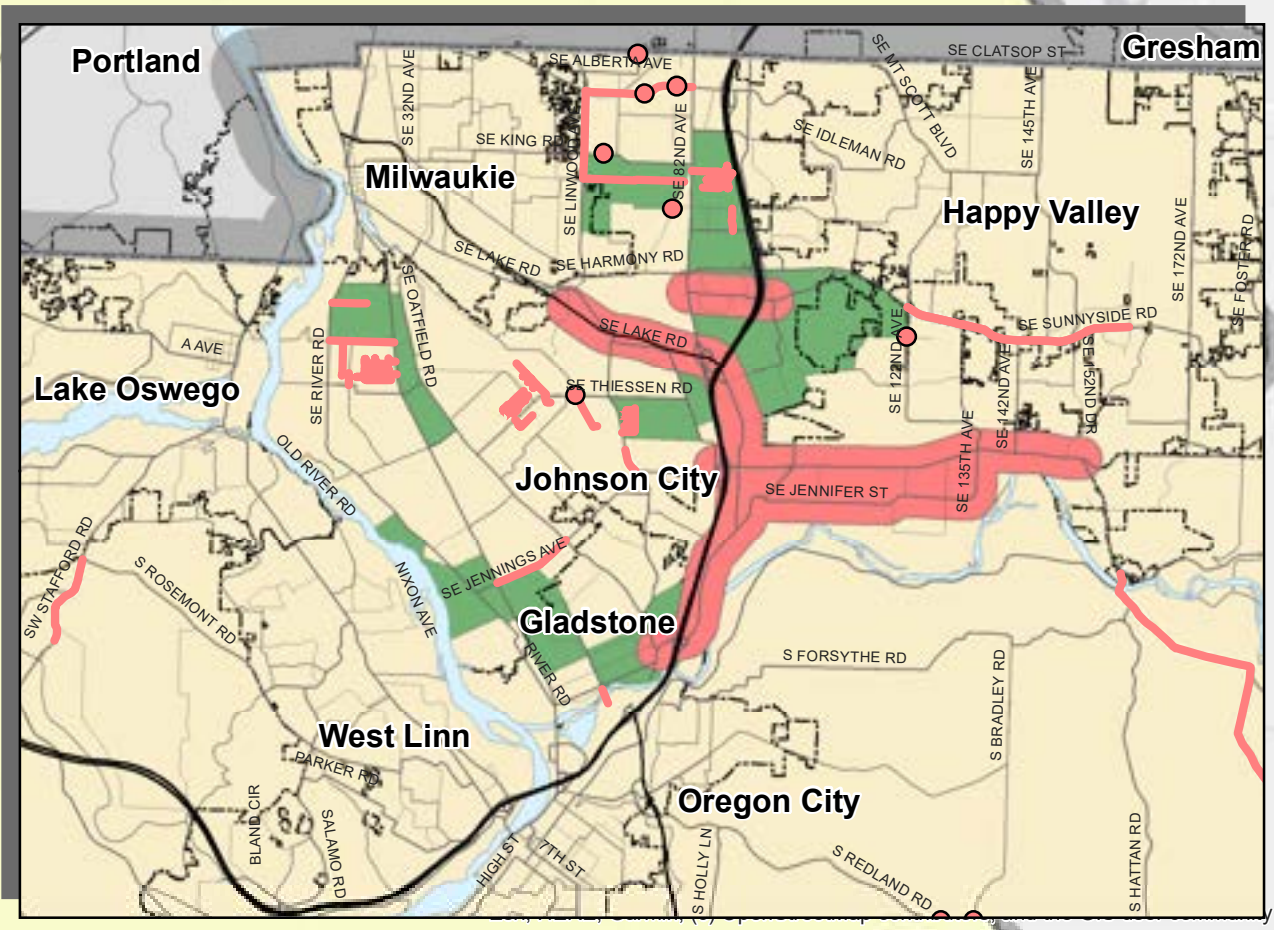 Portland
SE CLATSOP ST
Gresham
SE ALBERTA AVE
SE 32ND AVE
SE MT SCOTT BLVD
SE 145TH AVE
SE KING RD
SE 82ND AVE
SE IDLEMAN RD
Milwaukie
SE LINWOOD AVE
Happy Valley
SE 172ND AVE
SE FOSTER RD
SE LAKE RD
SE HARMONY RD
SE OATFIELD RD
SE SUNNYSIDE RD
SE LAKE RD
A AVE
SE RIVER RD
SE 122ND AVE
SE 142ND AVE
SE 152ND DR
Lake Oswego
SE THIESSEN RD
SE 135TH AVE
OLD RIVER RD
Johnson City
SE JENNIFER ST
SW STAFFORD RD
S ROSEMONT RD
NIXON AVE
SE JENNINGS AVE
Gladstone
RIVER RD
S FORSYTHE RD
S BRADLEY RD
West Linn
PARKER RD
Oregon City
BLAND CIR
SALAMO RD
HIGH ST
7TH ST
S HOLLY LN
S REDLAND RD
S HATTAN RD